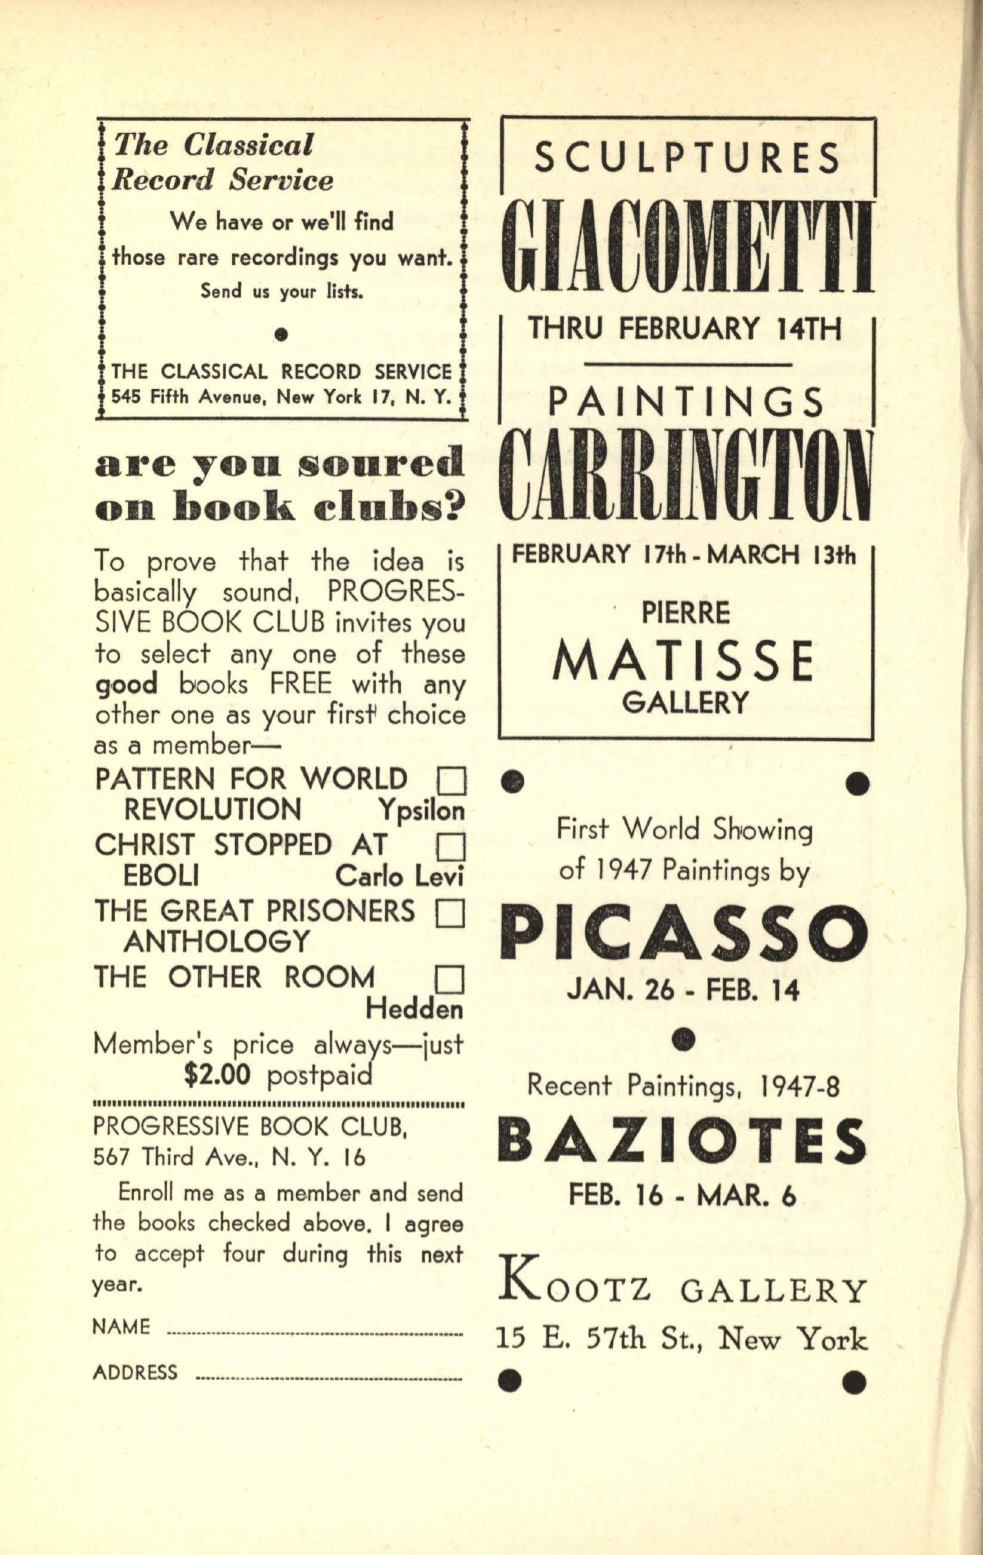 The Classical
Record Service
We have or we'll find
those rare recordings you want.
Send us your lists.
THE CLASSICAL RECORD SERVICE
545 Fifth Avenue, New York 17, N. Y.
are you soured
on book clubs?
To prove that the idea is
basically sound, PROGRES-
SIVE BOOK CLUB invites you
to select any one of these
good books FREE with any
other one as your first choice
as a member—
PATTERN FOR WORLD
REVOLUTION Ypsilon
CHRIST STOPPED AT
EBOLI Carlo Levi
THE GREAT PRISONERS
ANTHOLOGY
THE OTHER ROOM
Hedden
Member's price always—just
$2.00 postpaid
PROGRESSIVE BOOK CLUB,
567 Third Ave., N. Y. 16
Enroll me as a member and send
the books checked above. I agree
to accept four during this next
year.
NAME
ADDRESS
SCULPTURES
GIACOMETTI
THRU FEBRUARY 14TH
PAINTINGS
CARRINGTON
FEBRUARY 17th - MARCH 13th
PIERRE
MATISSE
GALLERY
First World Showing
of 1947 Paintings by
PICASSO
JAN. 26 - FEB. 14
Recent Paintings, 1947-8
BAZIOTES
FEB. 16 - MAR. 6
KOOTZ GALLERY
15 E. 57th St., New York